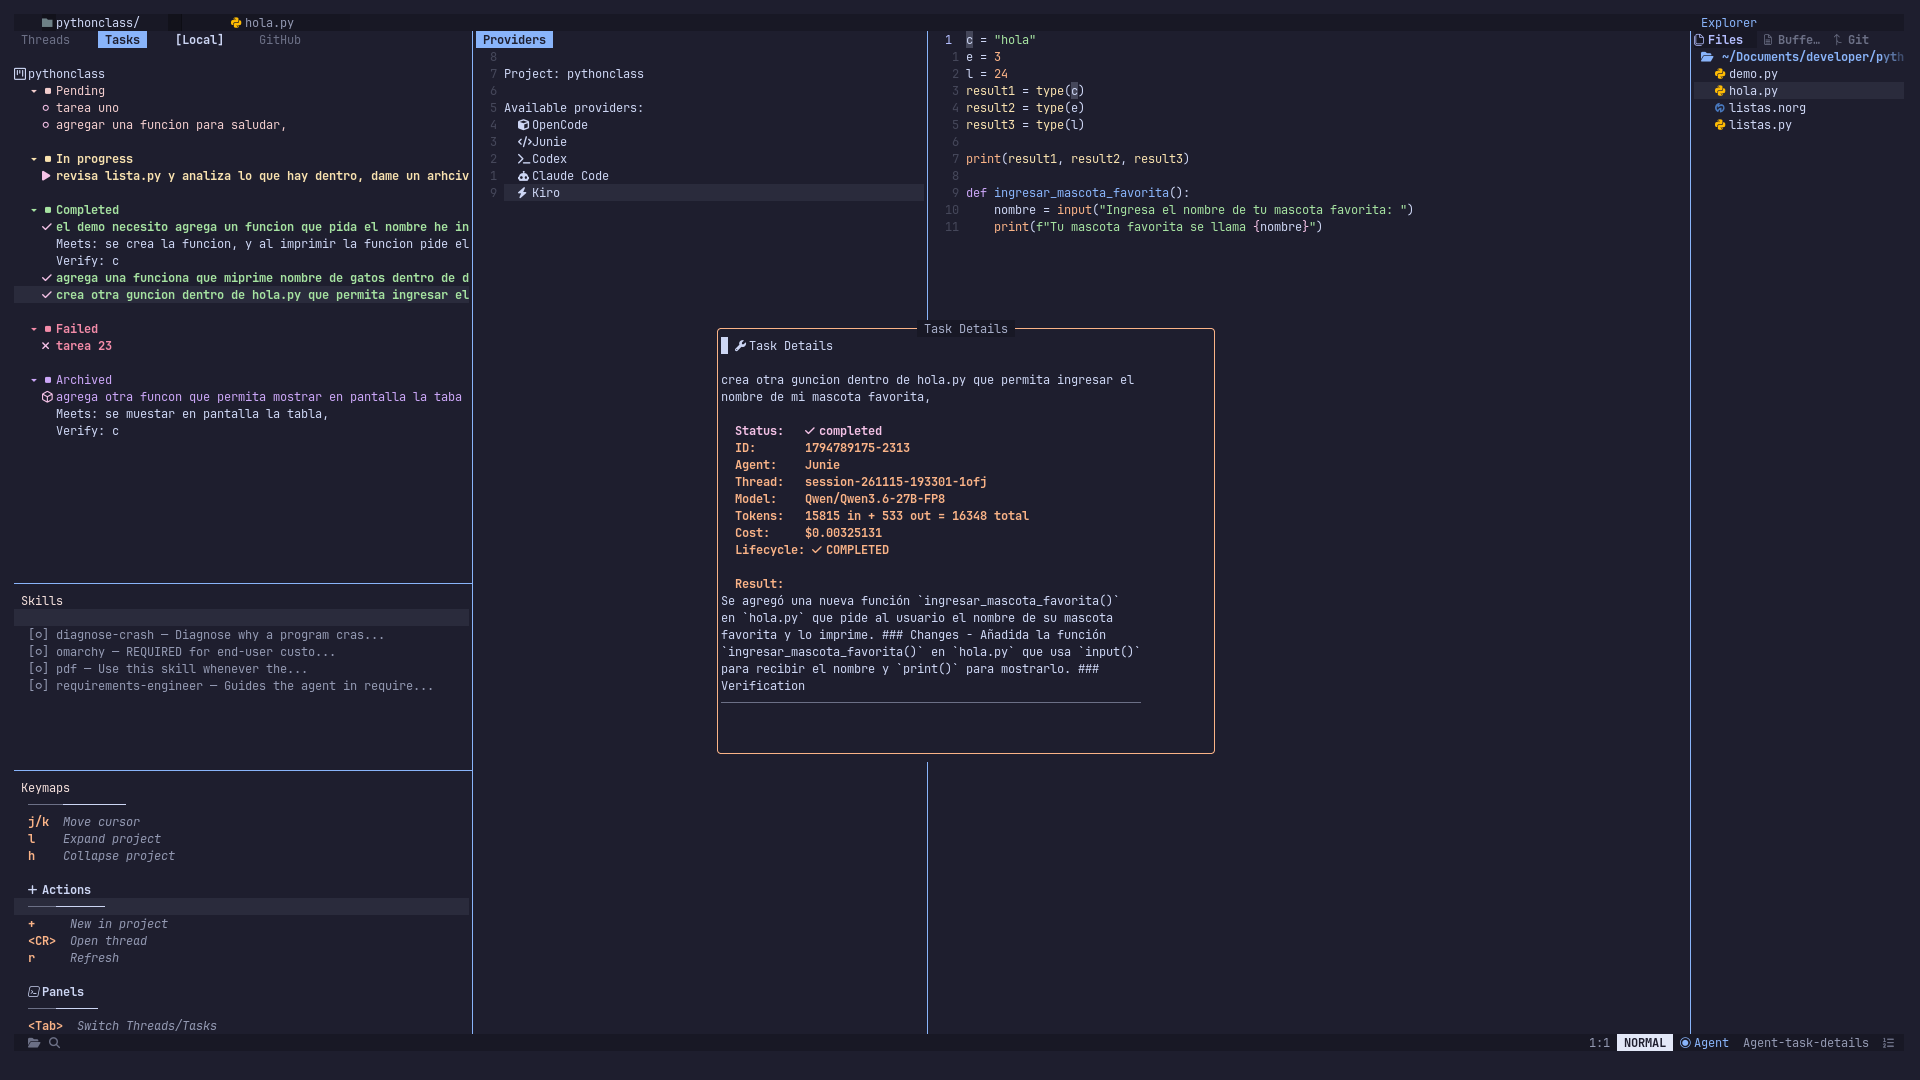 pythonclass/
hola.py
Threads Tasks [Local] GitHub
pythonclass
Pending
tarea uno
agregar una funcion para saludar,
In progress
revisa lista.py y analiza lo que hay dentro, dame un arhciv
Completed
el demo necesito agrega un funcion que pida el nombre he in
Meets: se crea la funcion, y al imprimir la funcion pide el
Verify: c
agrega una funciona que miprime nombre de gatos dentro de d
crea otra guncion dentro de hola.py que permita ingresar el
Failed
tarea 23
Archived
agrega otra funcon que permita mostrar en pantalla la taba
Meets: se muestar en pantalla la tabla,
Verify: c
Skills
[o] diagnose-crash — Diagnose why a program cras...
[o] omarchy — REQUIRED for end-user custo...
[o] pdf — Use this skill whenever the...
[o] requirements-engineer — Guides the agent in require...
Keymaps
j/k Move cursor
l Expand project
h Collapse project
+ Actions
+ New in project
<CR> Open thread
r Refresh
Panels
<Tab> Switch Threads/Tasks
Providers
8
7 Project: pythonclass
6
5 Available providers:
4 OpenCode
3 Junie
2 Codex
1 Claude Code
9 Kiro
1 c = "hola"
1 e = 3
2 l = 24
3 result1 = type(c)
4 result2 = type(e)
5 result3 = type(l)
6
7 print(result1, result2, result3)
8
9 def ingresar_mascota_favorita():
10 nombre = input("Ingresa el nombre de tu mascota favorita: ")
11 print(f"Tu mascota favorita se llama {nombre}")
Task Details
Task Details
crea otra guncion dentro de hola.py que permita ingresar el
nombre de mi mascota favorita,
Status: ✓ completed
ID: 1794789175-2313
Agent: Junie
Thread: session-261115-193301-1ofj
Model: Qwen/Qwen3.6-27B-FP8
Tokens: 15815 in + 533 out = 16348 total
Cost: $0.00325131
Lifecycle: ✓ COMPLETED
Result:
Se agregó una nueva función `ingresar_mascota_favorita()`
en `hola.py` que pide al usuario el nombre de su mascota
favorita y lo imprime. ### Changes - Añadida la función
`ingresar_mascota_favorita()` en `hola.py` que usa `input()`
para recibir el nombre y `print()` para mostrarlo. ###
Verification
Explorer
Files Buffe… Git
~/Documents/developer/pyth
demo.py
hola.py
listas.norg
listas.py
1:1 NORMAL Agent Agent-task-details